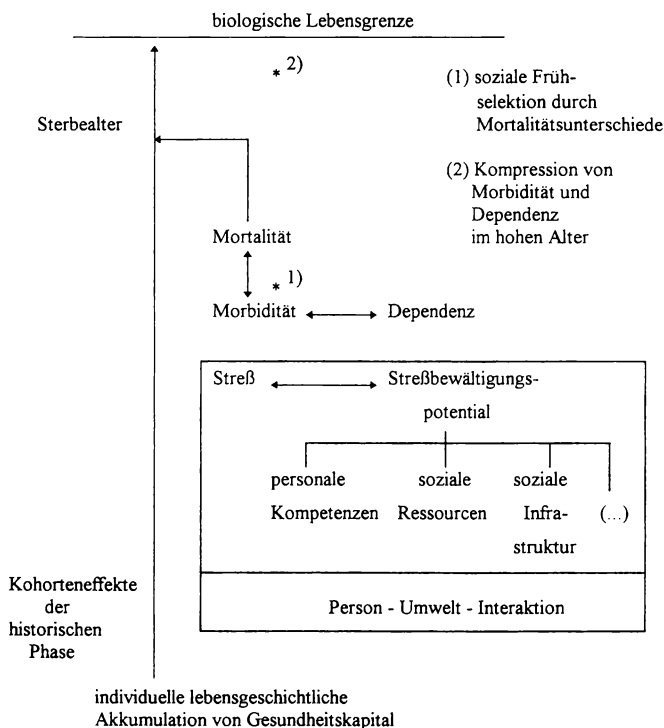 biologische Lebensgrenze
* 2)
(1) soziale Früh-
selektion durch
Mortalitätsunterschiede
Sterbealter
(2) Kompression von
Morbidität und
Dependenz
im hohen Alter
Mortalität
* 1)
Morbidität Dependenz
Streß Streßbewältigungs-
potential
personale soziale soziale
Kompetenzen Ressourcen Infra- (...)
struktur
Kohorteneffekte
der
historischen
Phase
Person - Umwelt - Interaktion
individuelle lebensgeschichtliche
Akkumulation von Gesundheitskapital